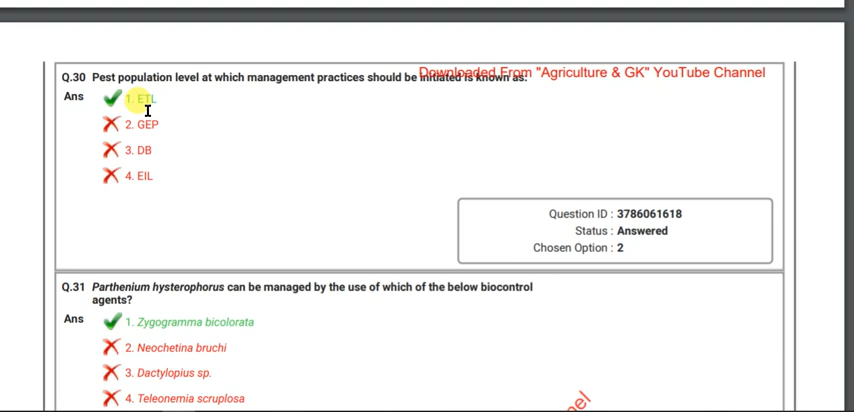 Downloaded From "Agriculture & GK" YouTube Channel
Q.30 Pest population level at which management practices should be initiated is known as:
Ans 1. ETL
2. GEP
3. DB
4. EIL
Question ID : 3786061618
Status : Answered
Chosen Option : 2
Q.31 Parthenium hysterophorus can be managed by the use of which of the below biocontrol
agents?
Ans 1. Zygogramma bicolorata
2. Neochetina bruchi
3. Dactylopius sp.
4. Teleonemia scruplosa
nel